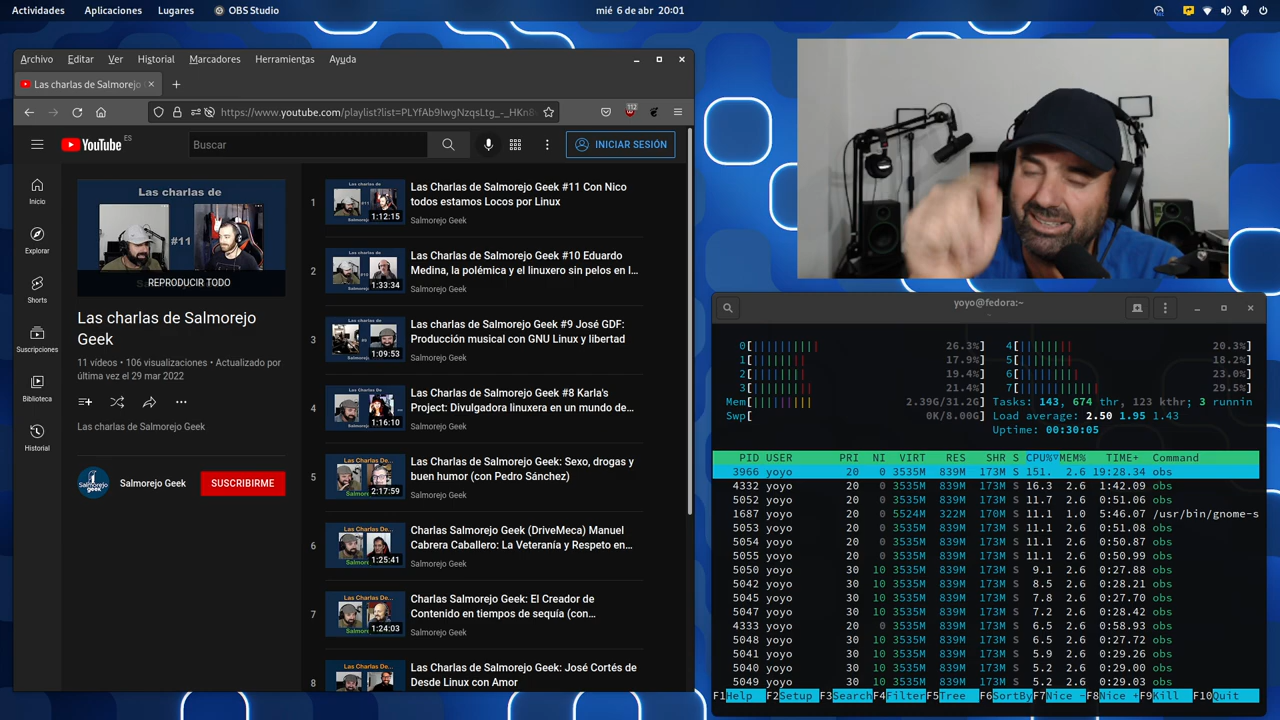 Actividades
Aplicaciones
Lugares
OBS Studio
mié 6 de abr 20:01
Archivo Editar Ver Historial Marcadores Herramientas Ayuda
Las charlas de Salmorejo
https://www.youtube.com/playlist?list=PLYfAb9IwgNzqsLtg_-_HKn8
112
YouTube ES
Buscar
INICIAR SESIÓN
Inicio
Explorar
Shorts
Suscripciones
Biblioteca
Historial
Las charlas de
#11
REPRODUCIR TODO
Las charlas de Salmorejo
Geek
11 vídeos • 106 visualizaciones • Actualizado por
última vez el 29 mar 2022
Las charlas de Salmorejo Geek
Salmorejo Geek
SUSCRIBIRME
1
1:12:15
Las Charlas de Salmorejo Geek #11 Con Nico
todos estamos Locos por Linux
Salmorejo Geek
2
1:33:34
Las Charlas de Salmorejo Geek #10 Eduardo
Medina, la polémica y el linuxero sin pelos en l...
Salmorejo Geek
3
1:09:53
Las charlas de Salmorejo Geek #9 José GDF:
Producción musical con GNU Linux y libertad
Salmorejo Geek
4
1:16:10
Las charlas de Salmorejo Geek #8 Karla's
Project: Divulgadora linuxera en un mundo de...
Salmorejo Geek
5
2:17:59
Las charlas de Salmorejo Geek: Sexo, drogas y
buen humor (con Pedro Sánchez)
Salmorejo Geek
6
1:25:41
Charlas Salmorejo Geek (DriveMeca) Manuel
Cabrera Caballero: La Veteranía y Respeto en...
Salmorejo Geek
7
1:24:03
Charlas Salmorejo Geek: El Creador de
Contenido en tiempos de sequía (con...
Salmorejo Geek
8
Las charlas de Salmorejo Geek: José Cortés de
Desde Linux con Amor
yoyo@fedora:~
~
0[ 26.3%] 4[ 20.3%]
1[ 17.9%] 5[ 18.2%]
2[ 19.4%] 6[ 23.0%]
3[ 21.4%] 7[ 29.5%]
Mem[ 2.39G/31.2G] Tasks: 143, 674 thr, 123 kthr; 3 runnin
Swp[ 0K/8.00G] Load average: 2.50 1.95 1.43
Uptime: 00:30:05
PID USER PRI NI VIRT RES SHR S CPU%▽MEM% TIME+ Command
3966 yoyo 20 0 3535M 839M 173M S 151. 2.6 19:28.34 obs
4332 yoyo 20 0 3535M 839M 173M S 16.3 2.6 1:42.09 obs
5052 yoyo 20 0 3535M 839M 173M S 11.7 2.6 0:51.06 obs
1687 yoyo 20 0 5524M 322M 170M S 11.1 1.0 5:46.07 /usr/bin/gnome-s
5053 yoyo 20 0 3535M 839M 173M S 11.1 2.6 0:51.08 obs
5054 yoyo 20 0 3535M 839M 173M S 11.1 2.6 0:50.87 obs
5055 yoyo 20 0 3535M 839M 173M S 11.1 2.6 0:50.99 obs
5050 yoyo 30 10 3535M 839M 173M S 9.1 2.6 0:27.88 obs
5042 yoyo 30 10 3535M 839M 173M S 8.5 2.6 0:28.21 obs
5045 yoyo 30 10 3535M 839M 173M S 7.8 2.6 0:27.70 obs
5047 yoyo 30 10 3535M 839M 173M S 7.2 2.6 0:28.42 obs
4333 yoyo 20 0 3535M 839M 173M S 6.5 2.6 0:58.93 obs
5048 yoyo 30 10 3535M 839M 173M S 6.5 2.6 0:27.72 obs
5041 yoyo 30 10 3535M 839M 173M S 5.9 2.6 0:29.26 obs
5040 yoyo 30 10 3535M 839M 173M S 5.2 2.6 0:29.00 obs
5049 yoyo 30 10 3535M 839M 173M S 5.2 2.6 0:29.03 obs
F1Help F2Setup F3SearchF4FilterF5Tree F6SortByF7Nice -F8Nice +F9Kill F10Quit